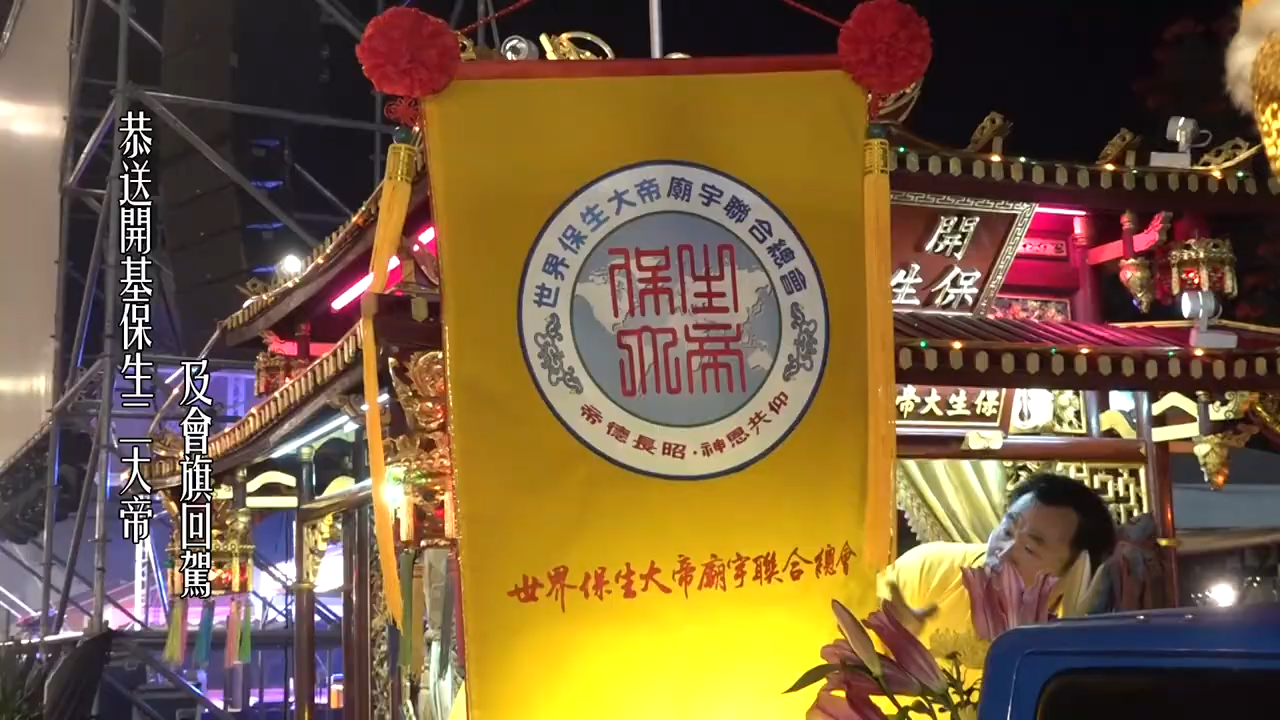 恭送開基保生二大帝
及會旗回駕
世界保生大帝廟宇聯合總會
保生
大帝
帝德長昭·神恩共仰
世界保生大帝廟宇聯合總會
開
保生
保生大帝